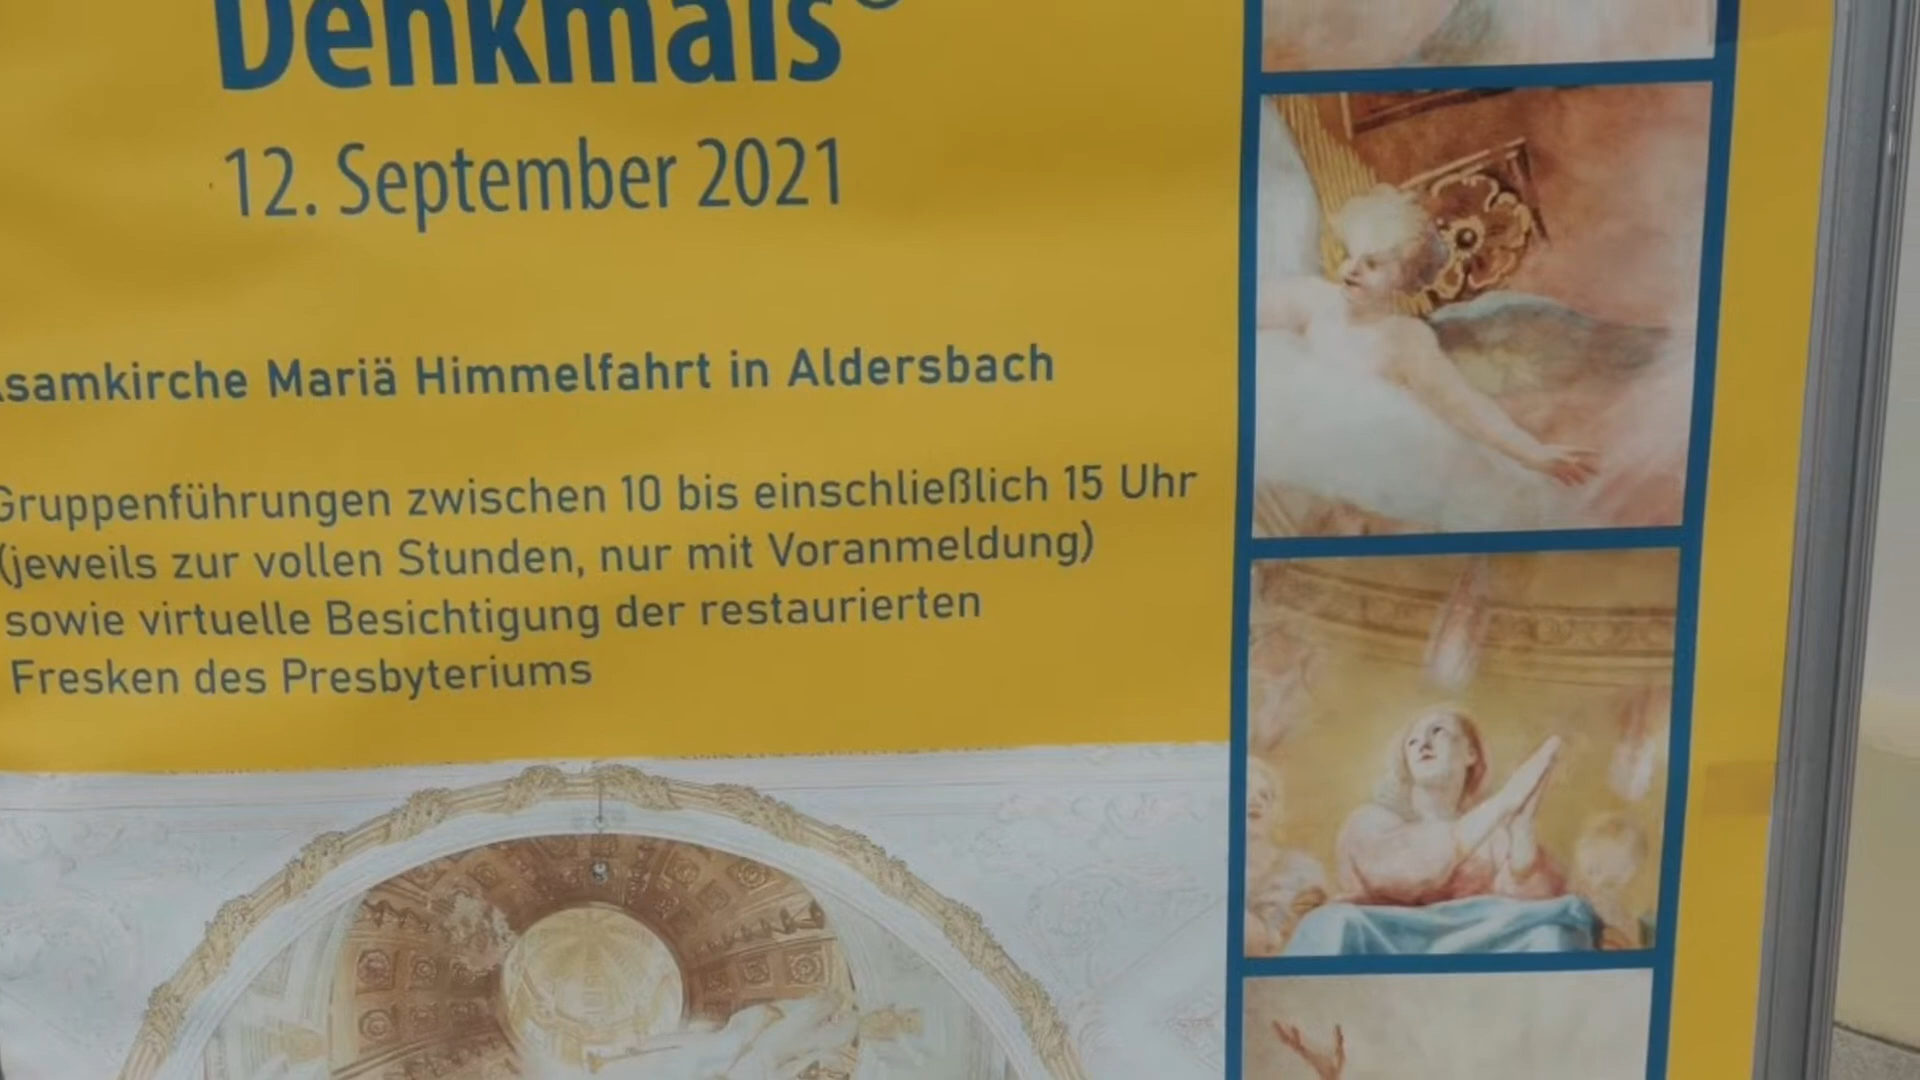 Denkmals®
12. September 2021
Asamkirche Mariä Himmelfahrt in Aldersbach
Gruppenführungen zwischen 10 bis einschließlich 15 Uhr
(jeweils zur vollen Stunden, nur mit Voranmeldung)
sowie virtuelle Besichtigung der restaurierten
Fresken des Presbyteriums